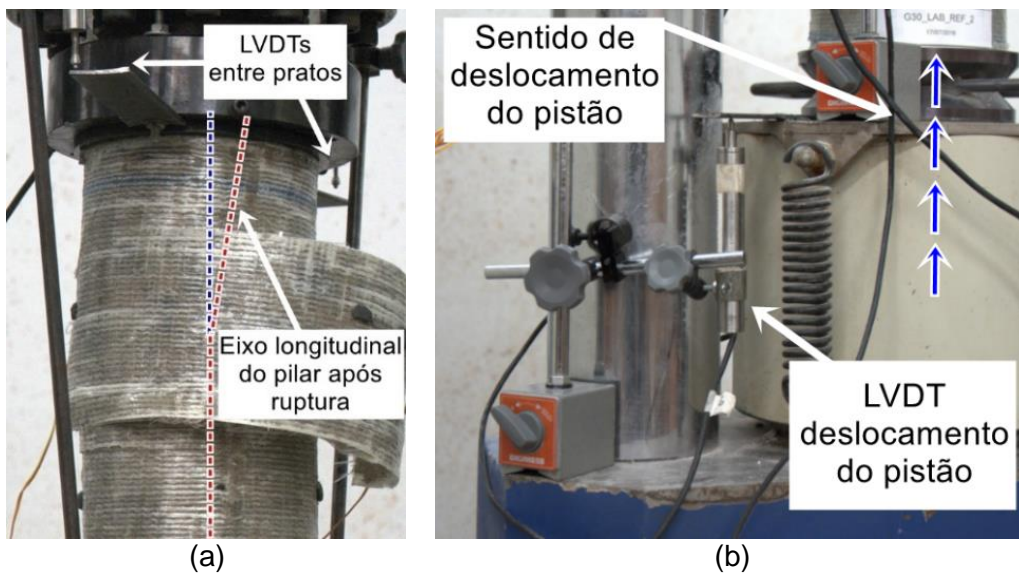 LVDTs
entre pratos
Eixo longitudinal
do pilar após
ruptura
(a)
Sentido de
deslocamento
do pistão
G30_LAB_REF_2
LVDT
deslocamento
do pistão
(b)